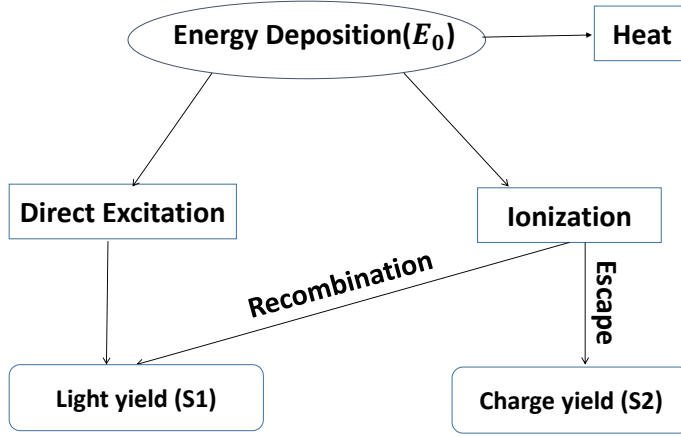 Energy Deposition(E₀)
Heat
Direct Excitation
Ionization
Recombination
Escape
Light yield (S1)
Charge yield (S2)